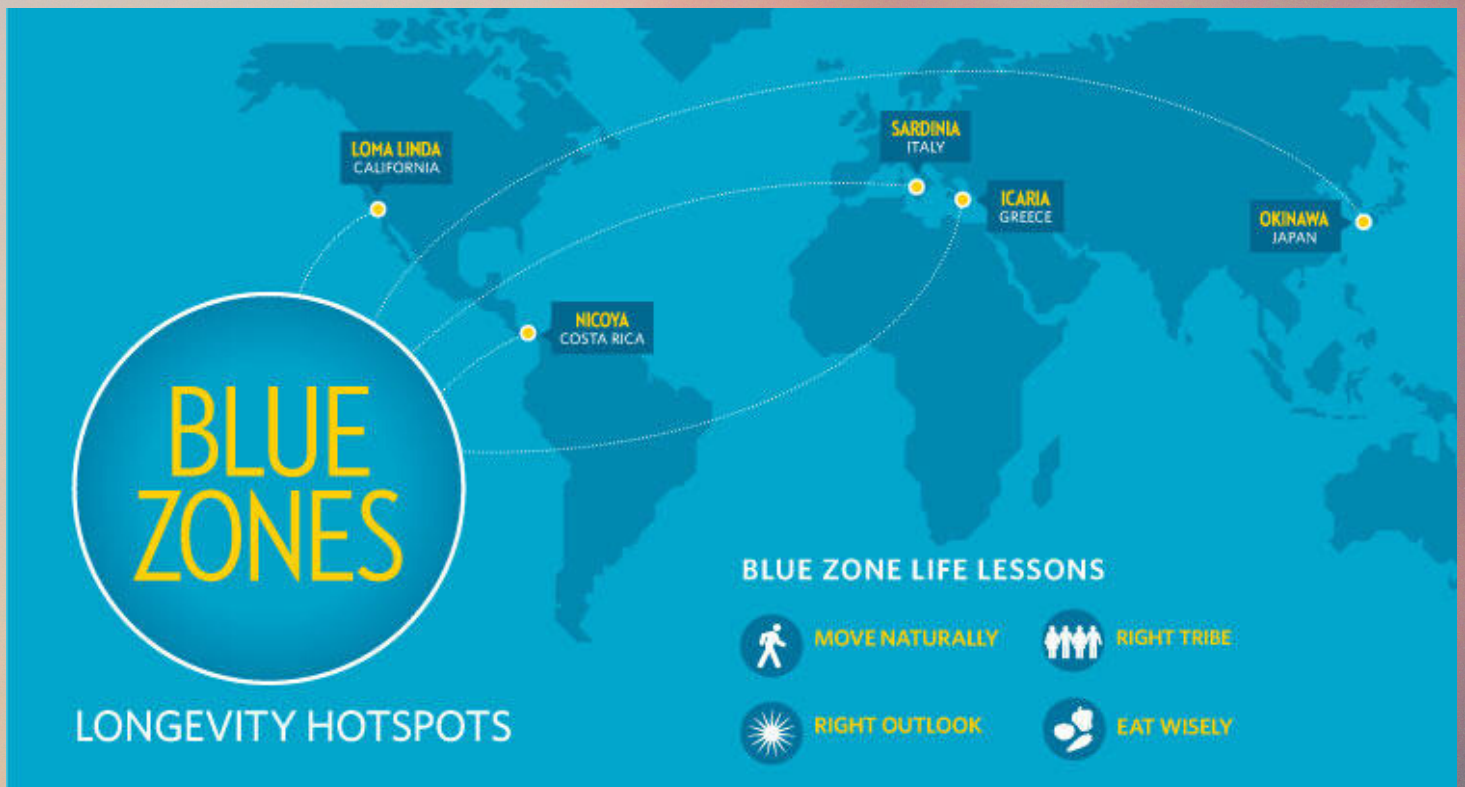 LOMA LINDA
CALIFORNIA
SARDINIA
ITALY
ICARIA
GREECE
OKINAWA
JAPAN
NICOYA
COSTA RICA
BLUE
ZONES
LONGEVITY HOTSPOTS
BLUE ZONE LIFE LESSONS
MOVE NATURALLY
RIGHT TRIBE
RIGHT OUTLOOK
EAT WISELY